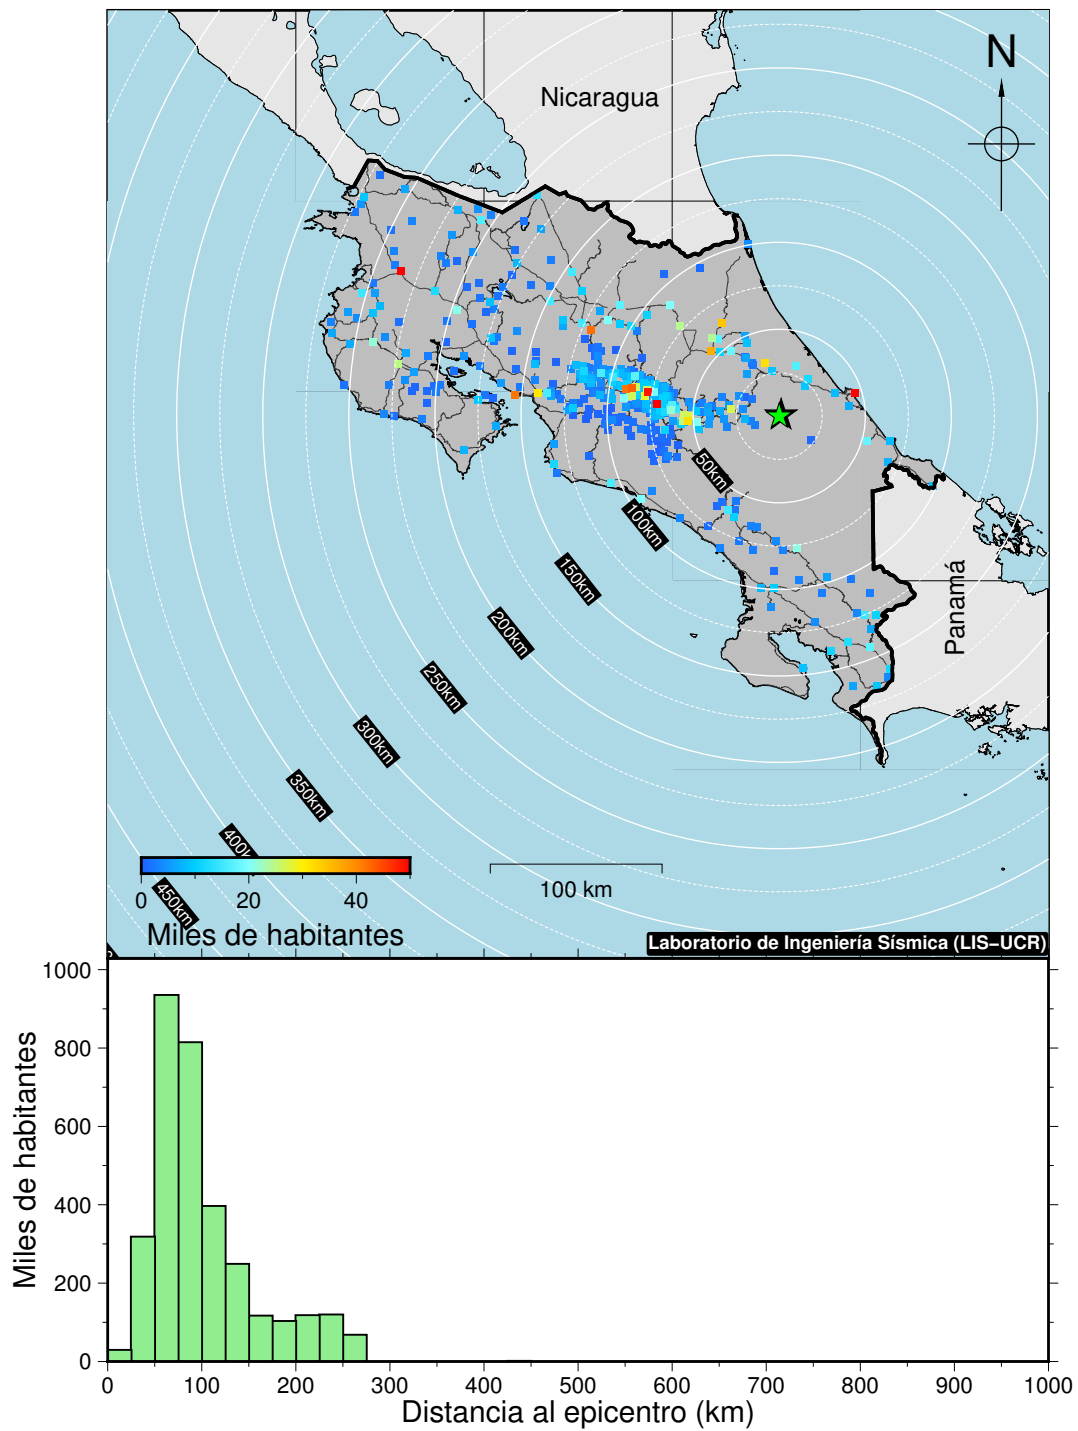 N
Nicaragua
50km
100km
150km
200km
250km
300km
350km
450km
Panamá
0 20 40
Miles de habitantes
100 km
Laboratorio de Ingeniería Sísmica (LIS−UCR)
Miles de habitantes
1000
800
600
400
200
0
0 100 200 300 400 500 600 700 800 900 1000
Distancia al epicentro (km)